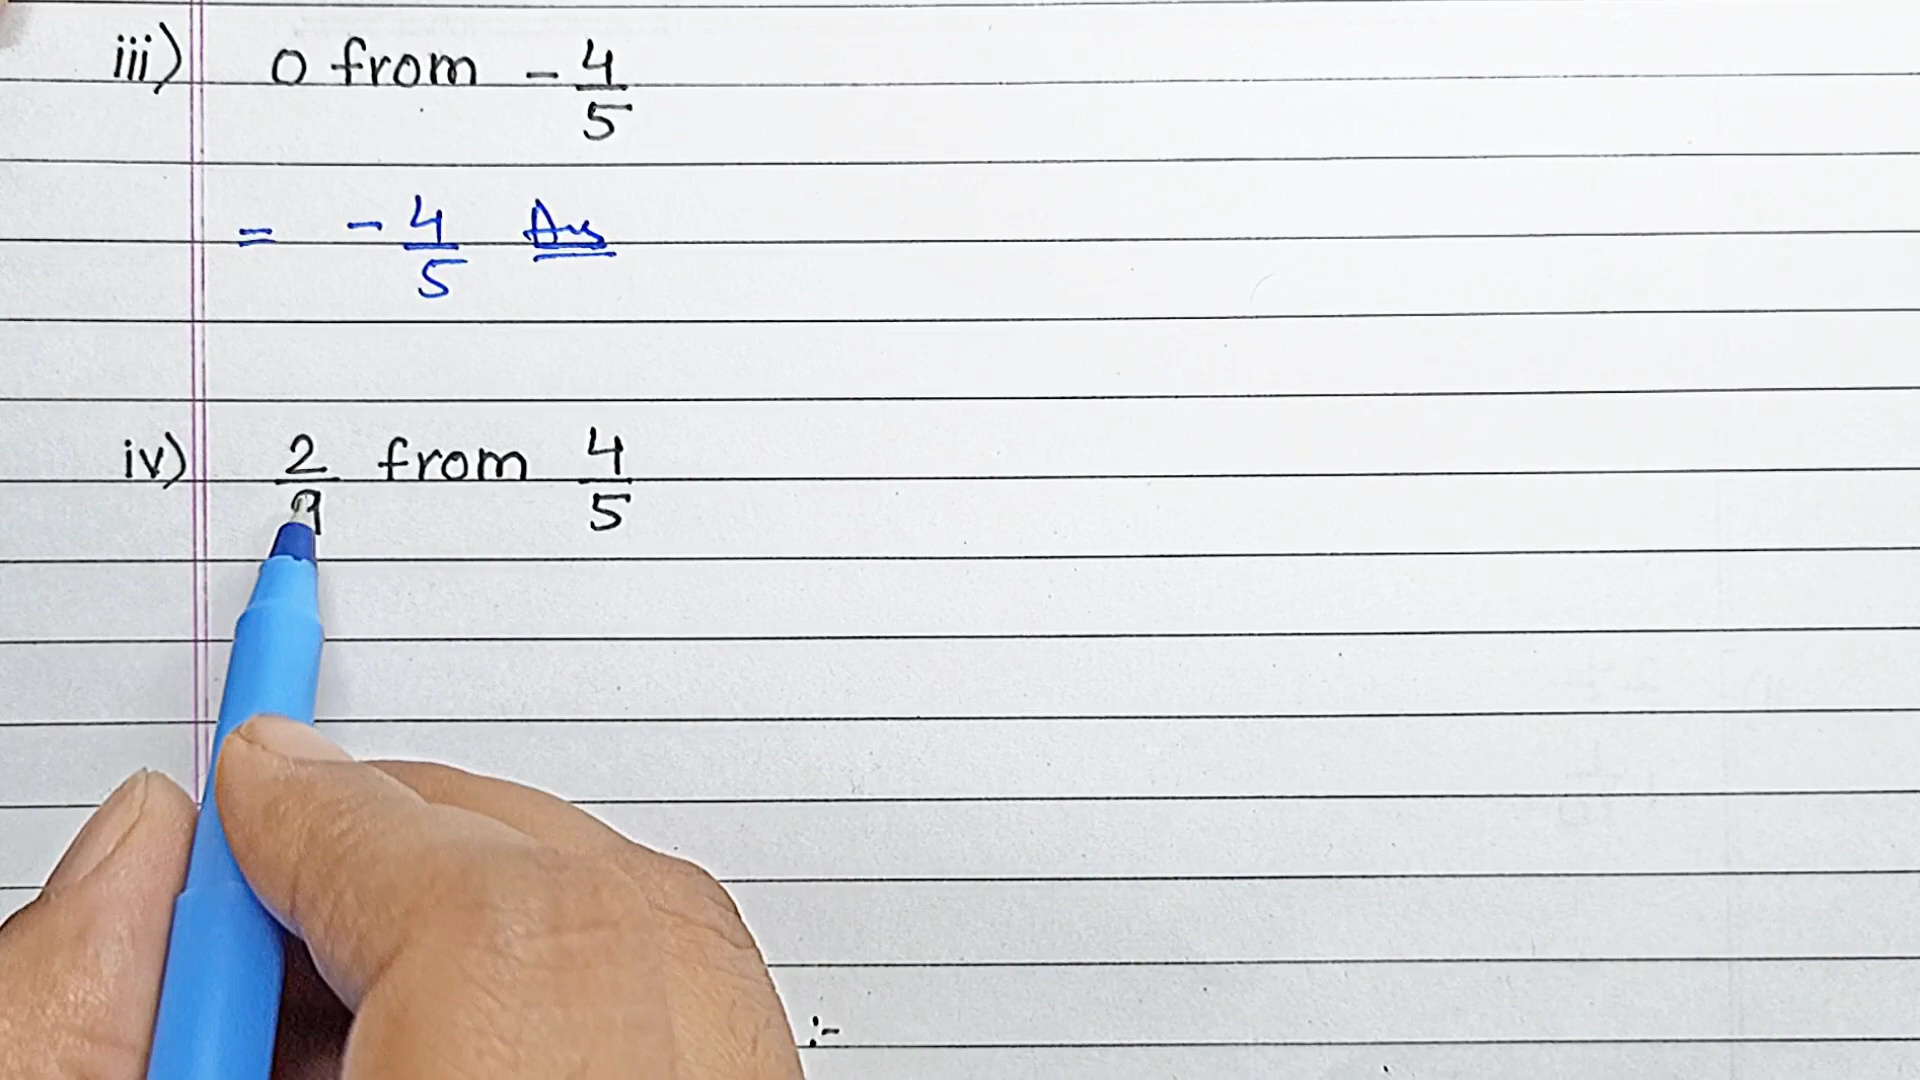 iii) 0 from -4/5
= -4/5 Ans
iv) 2/9 from 4/5
:-